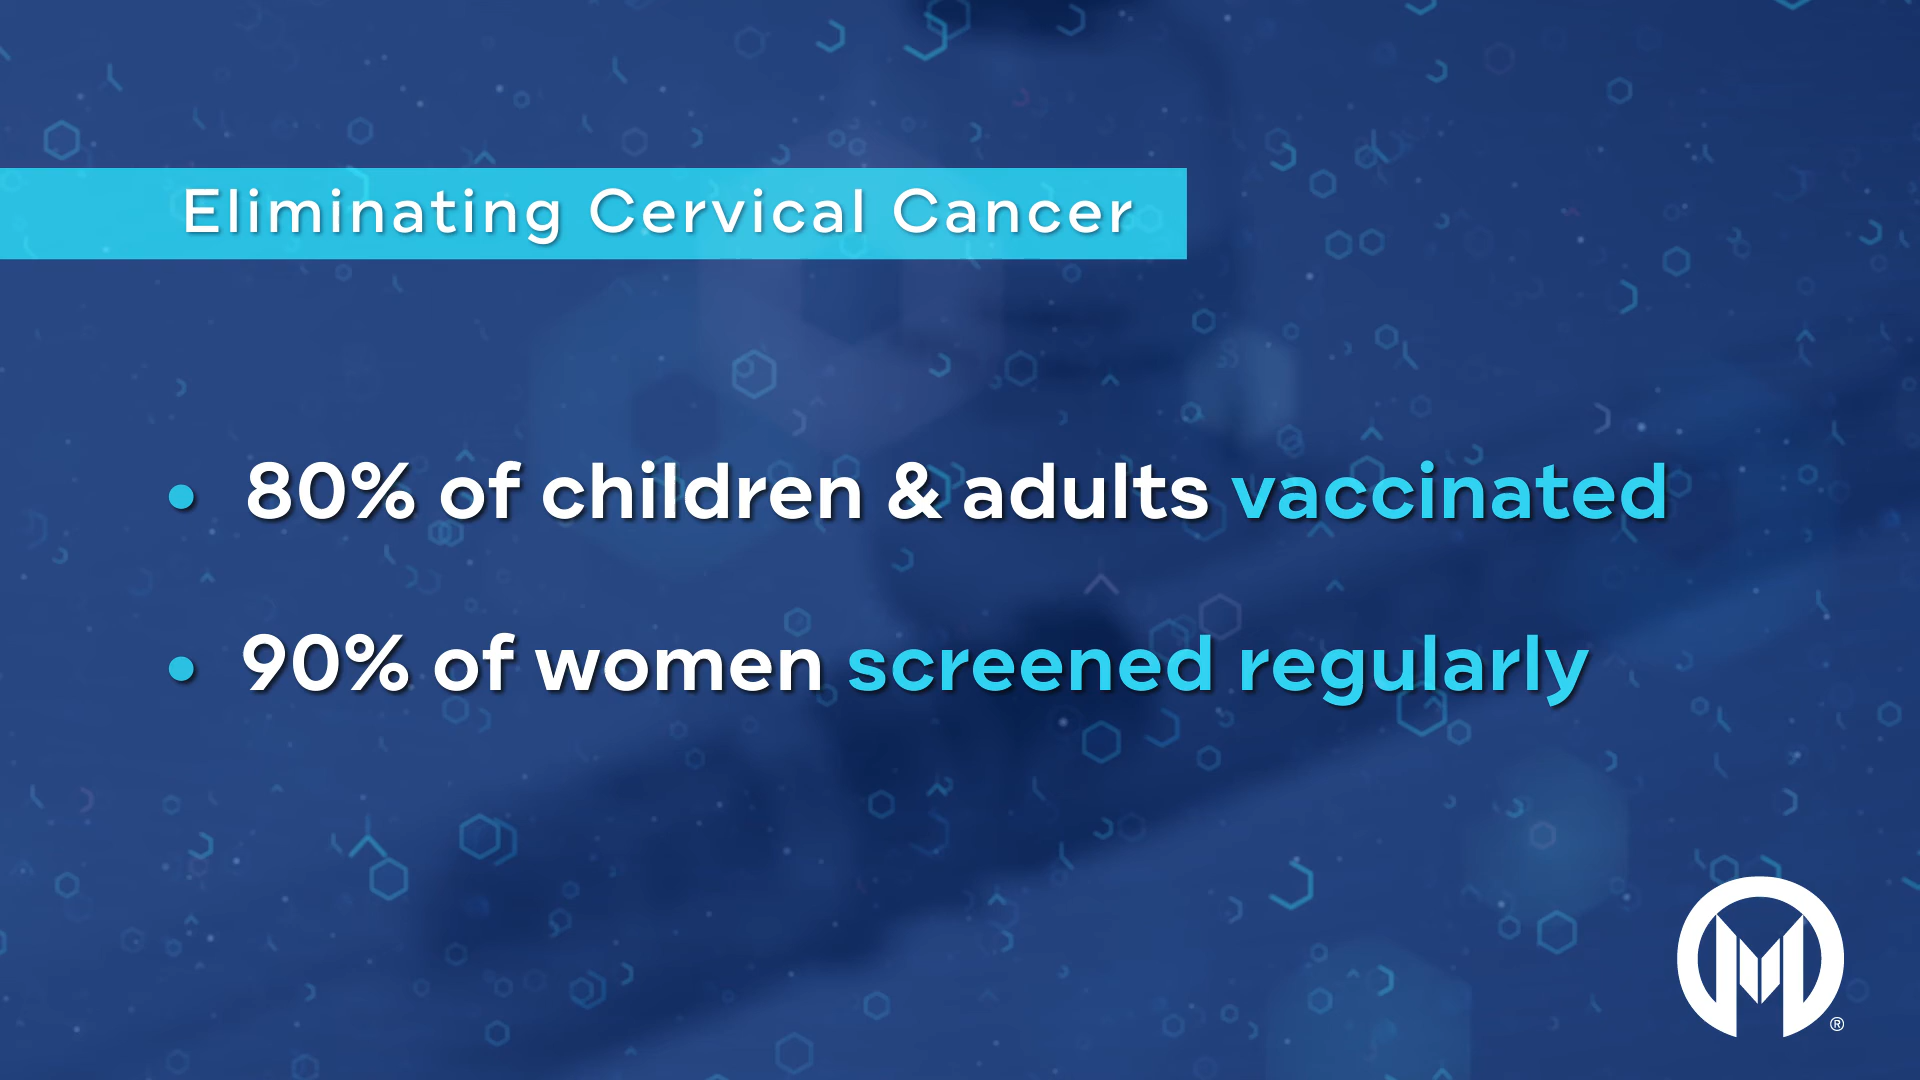 Eliminating Cervical Cancer
• 80% of children & adults vaccinated
• 90% of women screened regularly
®